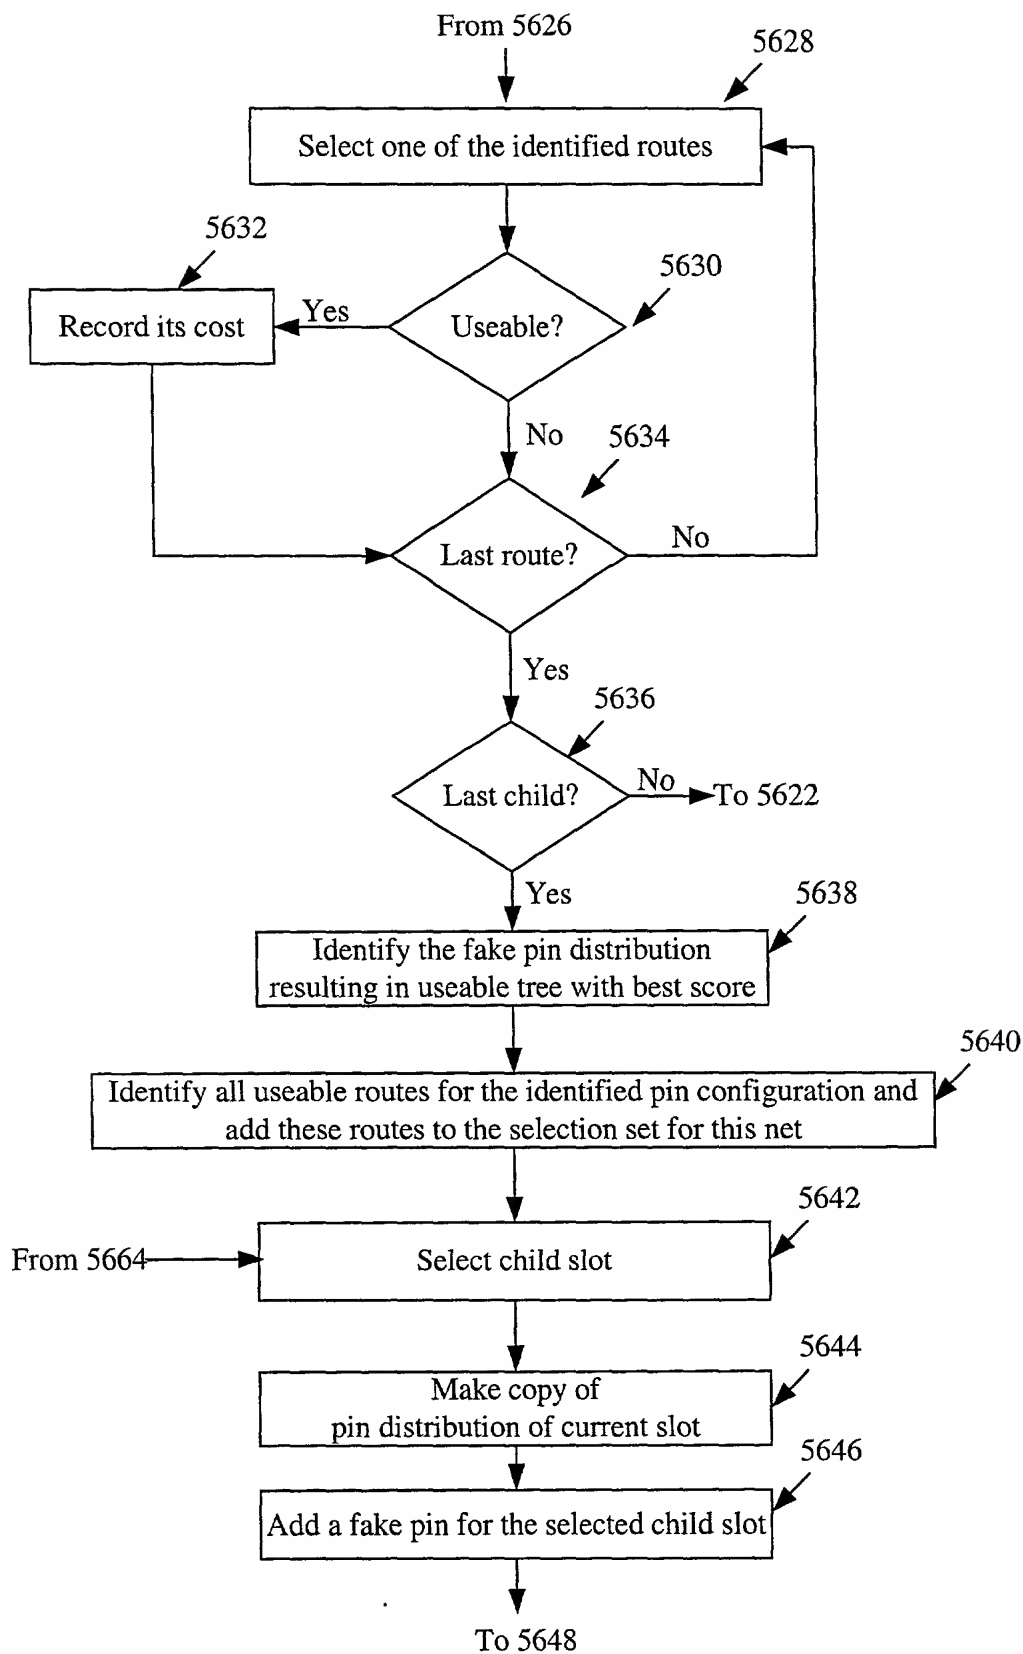 From 5626
5628
Select one of the identified routes
5632
5630
Record its cost
Yes
Useable?
No
5634
Last route?
No
Yes
5636
Last child?
No
To 5622
Yes
5638
Identify the fake pin distribution
resulting in useable tree with best score
5640
Identify all useable routes for the identified pin configuration and
add these routes to the selection set for this net
5642
From 5664
Select child slot
5644
Make copy of
pin distribution of current slot
5646
Add a fake pin for the selected child slot
To 5648